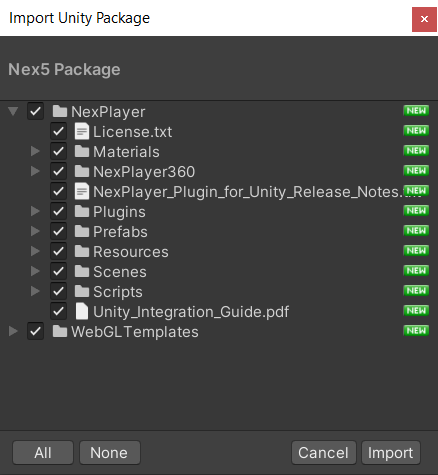 Import Unity Package
Nex5 Package
NexPlayer NEW
License.txt NEW
Materials NEW
NexPlayer360 NEW
NexPlayer_Plugin_for_Unity_Release_Notes.txt NEW
Plugins NEW
Prefabs NEW
Resources NEW
Scenes NEW
Scripts NEW
Unity_Integration_Guide.pdf NEW
WebGLTemplates NEW
All None Cancel Import